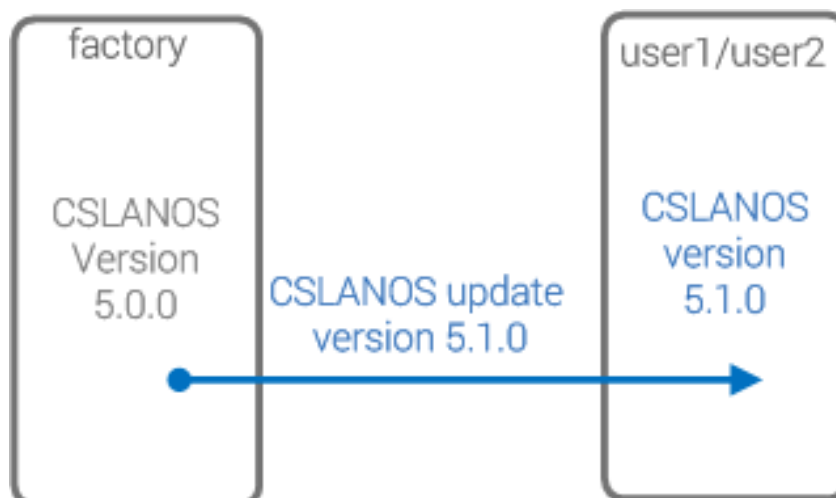 factory
CSLANOS
Version
5.0.0
CSLANOS update
version 5.1.0
user1/user2
CSLANOS
version
5.1.0